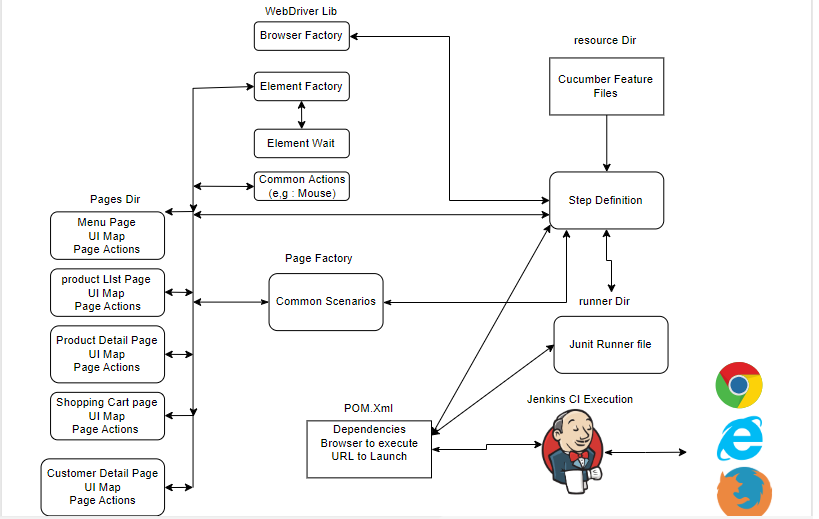 WebDriver Lib
Browser Factory
resource Dir
Element Factory
Cucumber Feature
Files
Element Wait
Common Actions
(e,g : Mouse)
Step Definition
Pages Dir
Menu Page
UI Map
Page Actions
Page Factory
product LIst Page
UI Map
Page Actions
Common Scenarios
runner Dir
Junit Runner file
Product Detail Page
UI Map
Page Actions
Shopping Cart page
UI Map
Page Actions
POM.Xml
Dependencies
Browser to execute
URL to Launch
Jenkins CI Execution
Customer Detail Page
UI Map
Page Actions